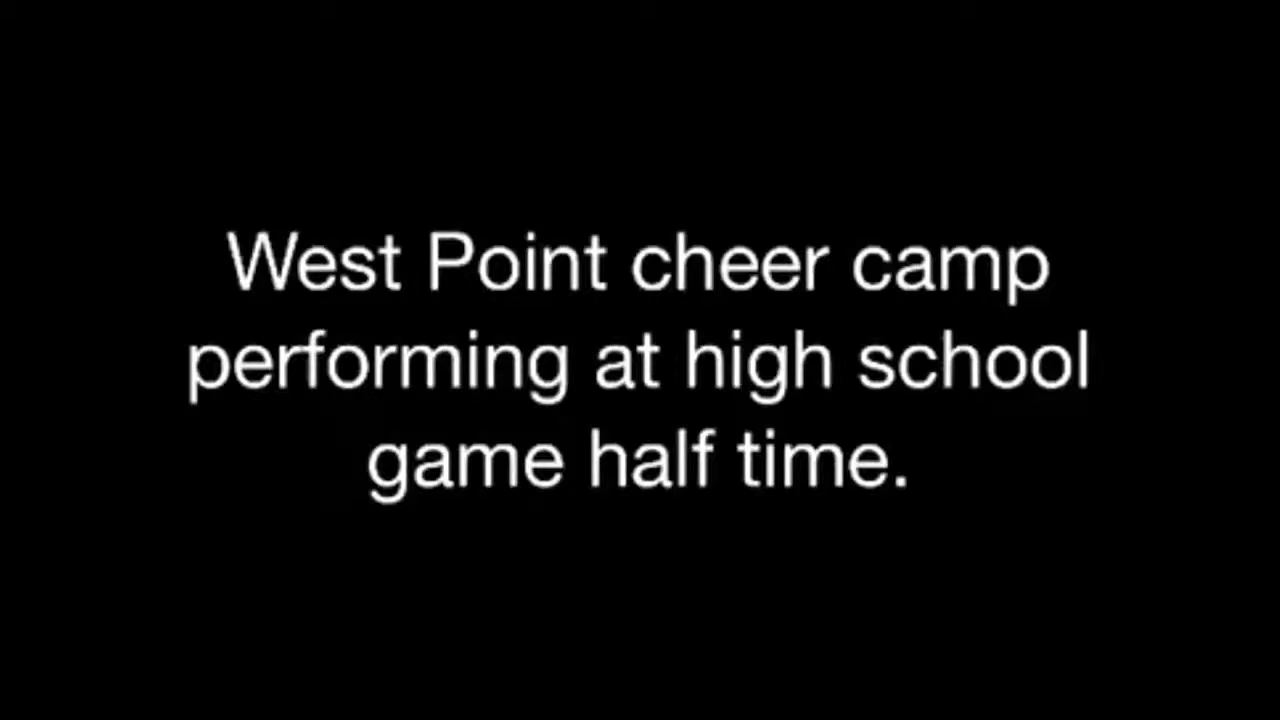 West Point cheer camp
performing at high school
game half time.